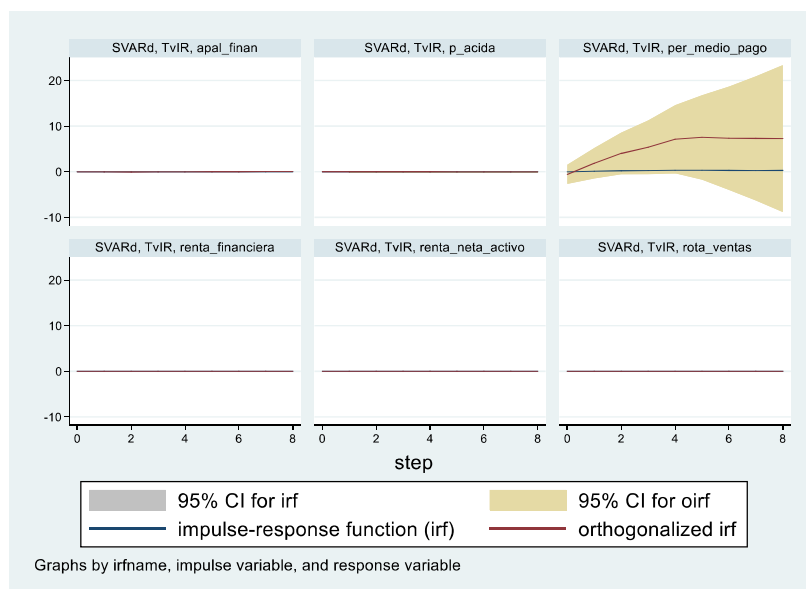 SVARd, TvIR, apal_finan
SVARd, TvIR, p_acida
SVARd, TvIR, per_medio_pago
20
10
0
-10
SVARd, TvIR, renta_financiera
SVARd, TvIR, renta_neta_activo
SVARd, TvIR, rota_ventas
20
10
0
-10
0 2 4 6 8
0 2 4 6 8
0 2 4 6 8
step
95% CI for irf
95% CI for oirf
impulse-response function (irf)
orthogonalized irf
Graphs by irfname, impulse variable, and response variable